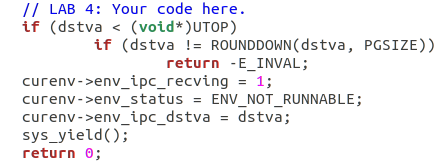 // LAB 4: Your code here.
if (dstva < (void*)UTOP)
if (dstva != ROUNDDOWN(dstva, PGSIZE))
return -E_INVAL;
curenv->env_ipc_recving = 1;
curenv->env_status = ENV_NOT_RUNNABLE;
curenv->env_ipc_dstva = dstva;
sys_yield();
return 0;